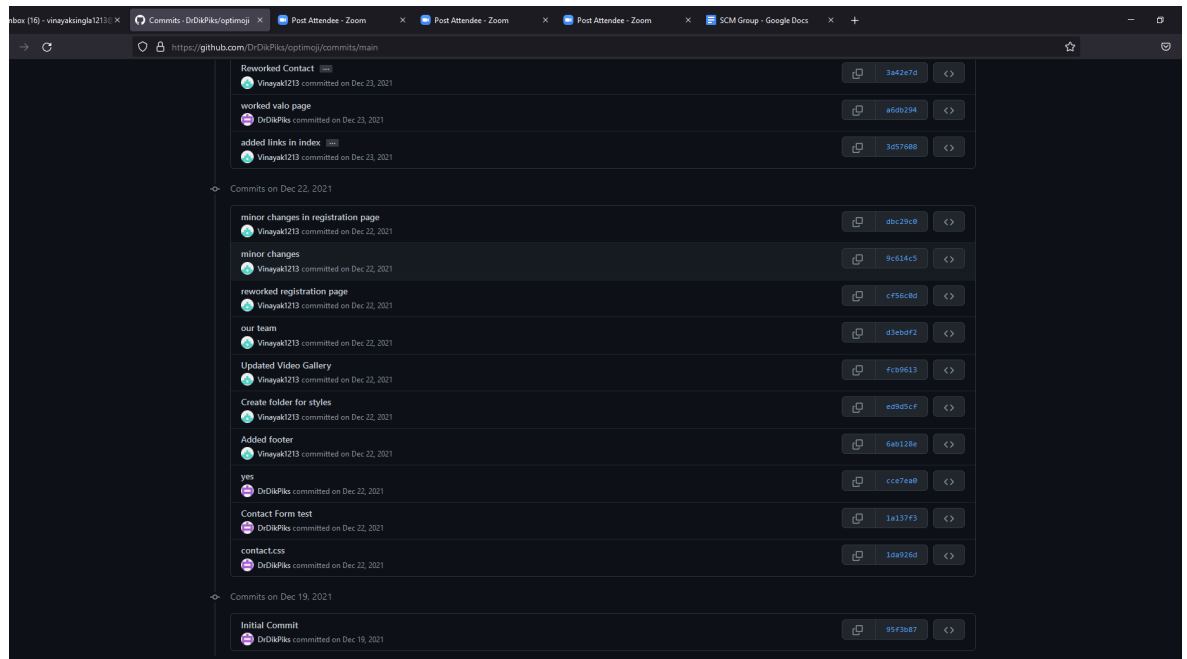 nbox (16) - vinayaksingla1213@
Commits · DrDikPiks/optimoji
Post Attendee - Zoom
Post Attendee - Zoom
Post Attendee - Zoom
SCM Group - Google Docs
https://github.com/DrDikPiks/optimoji/commits/main
Reworked Contact
3a42e7d
Vinayak1213 committed on Dec 23, 2021
worked valo page
a6db294
DrDikPiks committed on Dec 23, 2021
added links in index
3d57608
Vinayak1213 committed on Dec 23, 2021
Commits on Dec 22, 2021
minor changes in registration page
dbc29c0
Vinayak1213 committed on Dec 22, 2021
minor changes
9c614c5
Vinayak1213 committed on Dec 22, 2021
reworked registration page
cf56c0d
Vinayak1213 committed on Dec 22, 2021
our team
d3ebdf2
Vinayak1213 committed on Dec 22, 2021
Updated Video Gallery
fcb9613
Vinayak1213 committed on Dec 22, 2021
Create folder for styles
ed9d5cf
Vinayak1213 committed on Dec 22, 2021
Added footer
6ab128e
Vinayak1213 committed on Dec 22, 2021
yes
cce7ea0
DrDikPiks committed on Dec 22, 2021
Contact Form test
1a137f3
DrDikPiks committed on Dec 22, 2021
contact.css
1da926d
DrDikPiks committed on Dec 22, 2021
Commits on Dec 19, 2021
Initial Commit
95f3b87
DrDikPiks committed on Dec 19, 2021